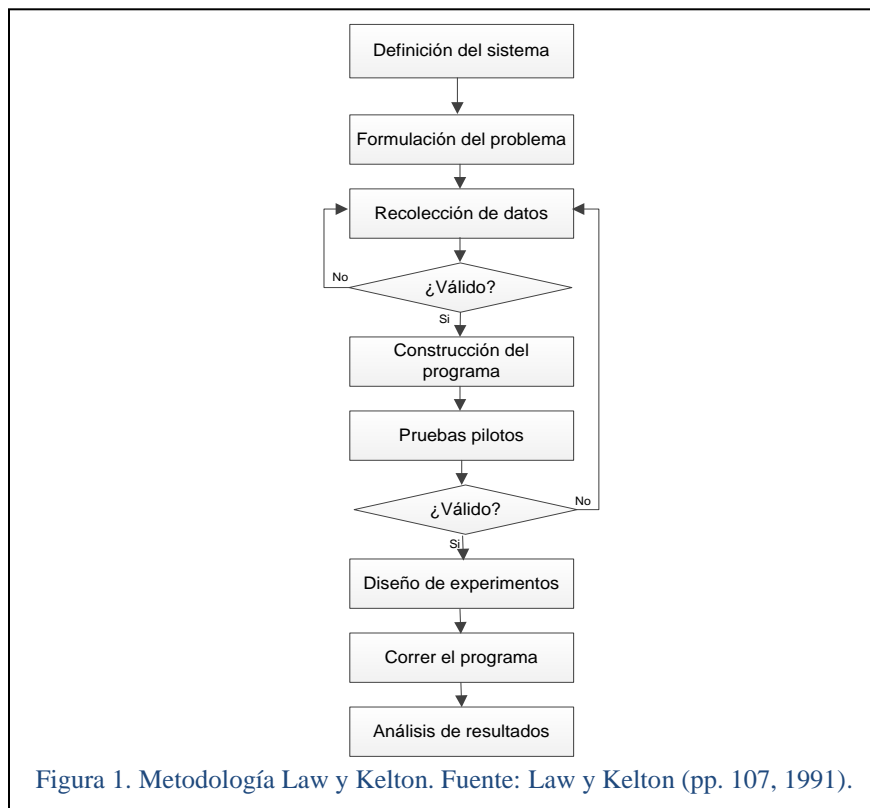 Definición del sistema
Formulación del problema
Recolección de datos
No
¿Válido?
Si
Construcción del
programa
Pruebas pilotos
¿Válido?
No
Si
Diseño de experimentos
Correr el programa
Análisis de resultados
Figura 1. Metodología Law y Kelton. Fuente: Law y Kelton (pp. 107, 1991).